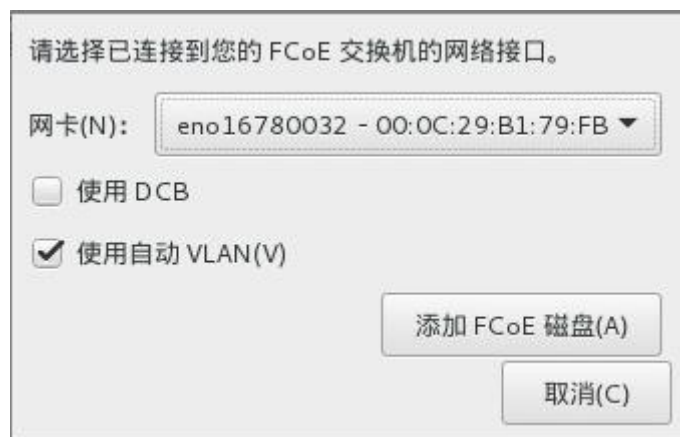 请选择已连接到您的 FCoE 交换机的网络接口。
网卡(N)： eno16780032 - 00:0C:29:B1:79:FB
使用 DCB
使用自动 VLAN(V)
添加 FCoE 磁盘(A)
取消(C)